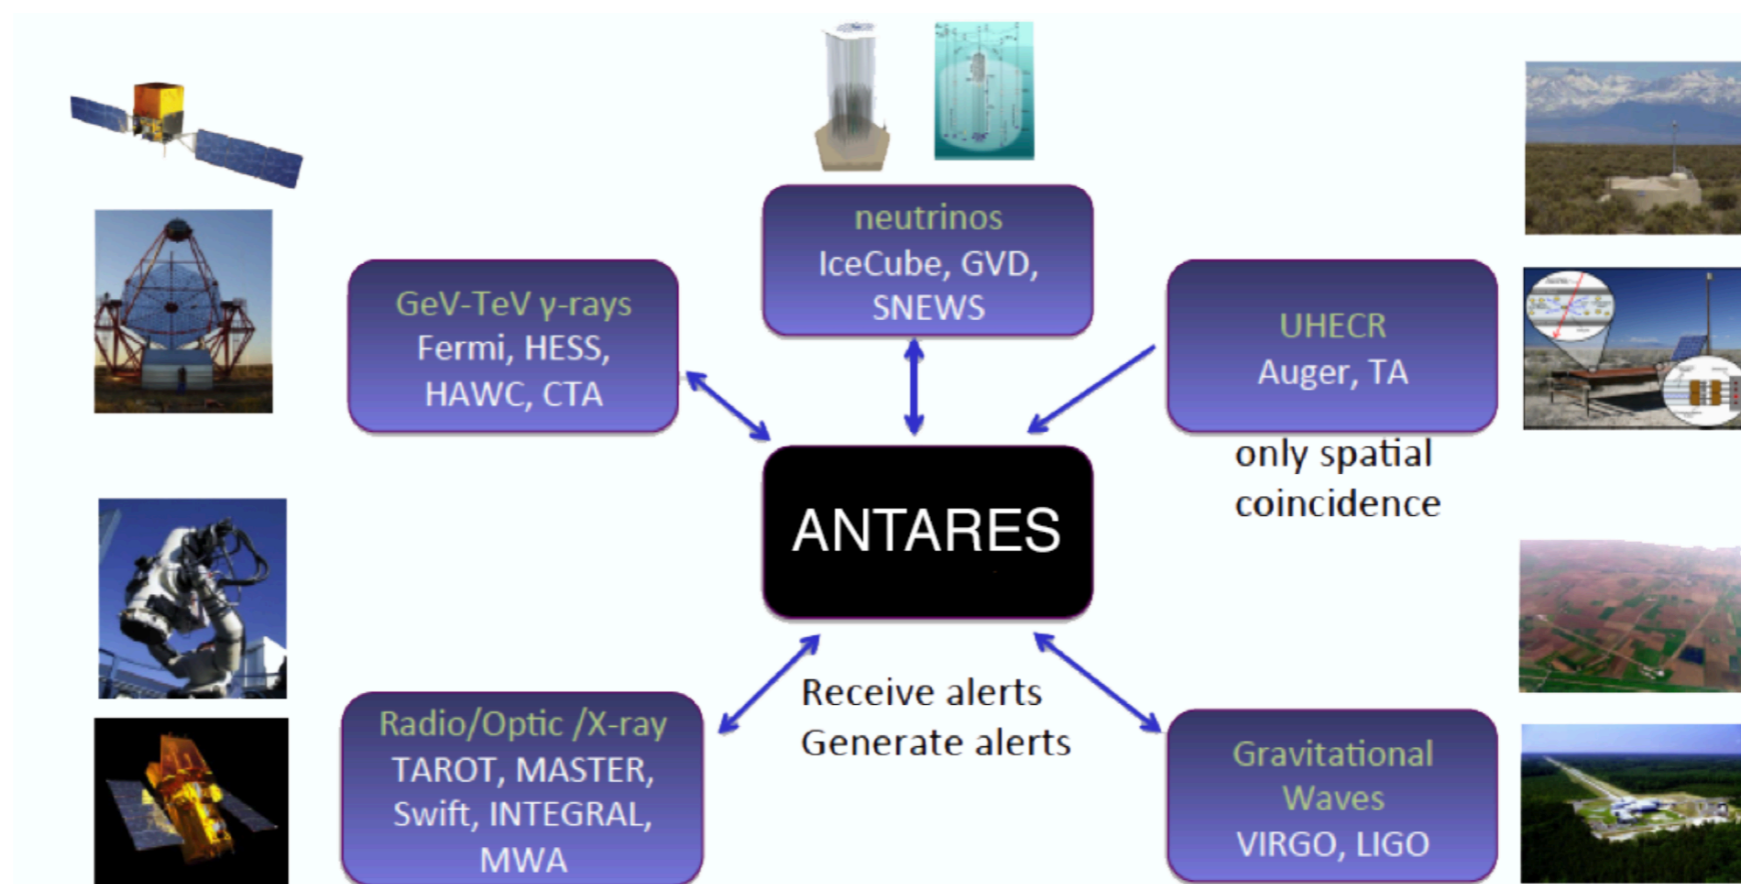 neutrinos
IceCube, GVD,
SNEWS
GeV-TeV γ-rays
Fermi, HESS,
HAWC, CTA
UHECR
Auger, TA
only spatial
coincidence
ANTARES
Receive alerts
Generate alerts
Radio/Optic /X-ray
TAROT, MASTER,
Swift, INTEGRAL,
MWA
Gravitational
Waves
VIRGO, LIGO